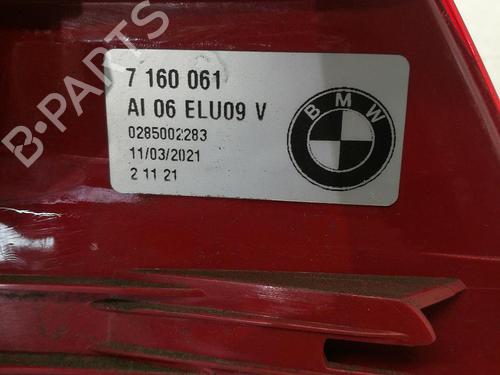 B-PARTS
7 160 061
AI 06 ELU09 V
0285002283
11/03/2021
2 11 21
BMW